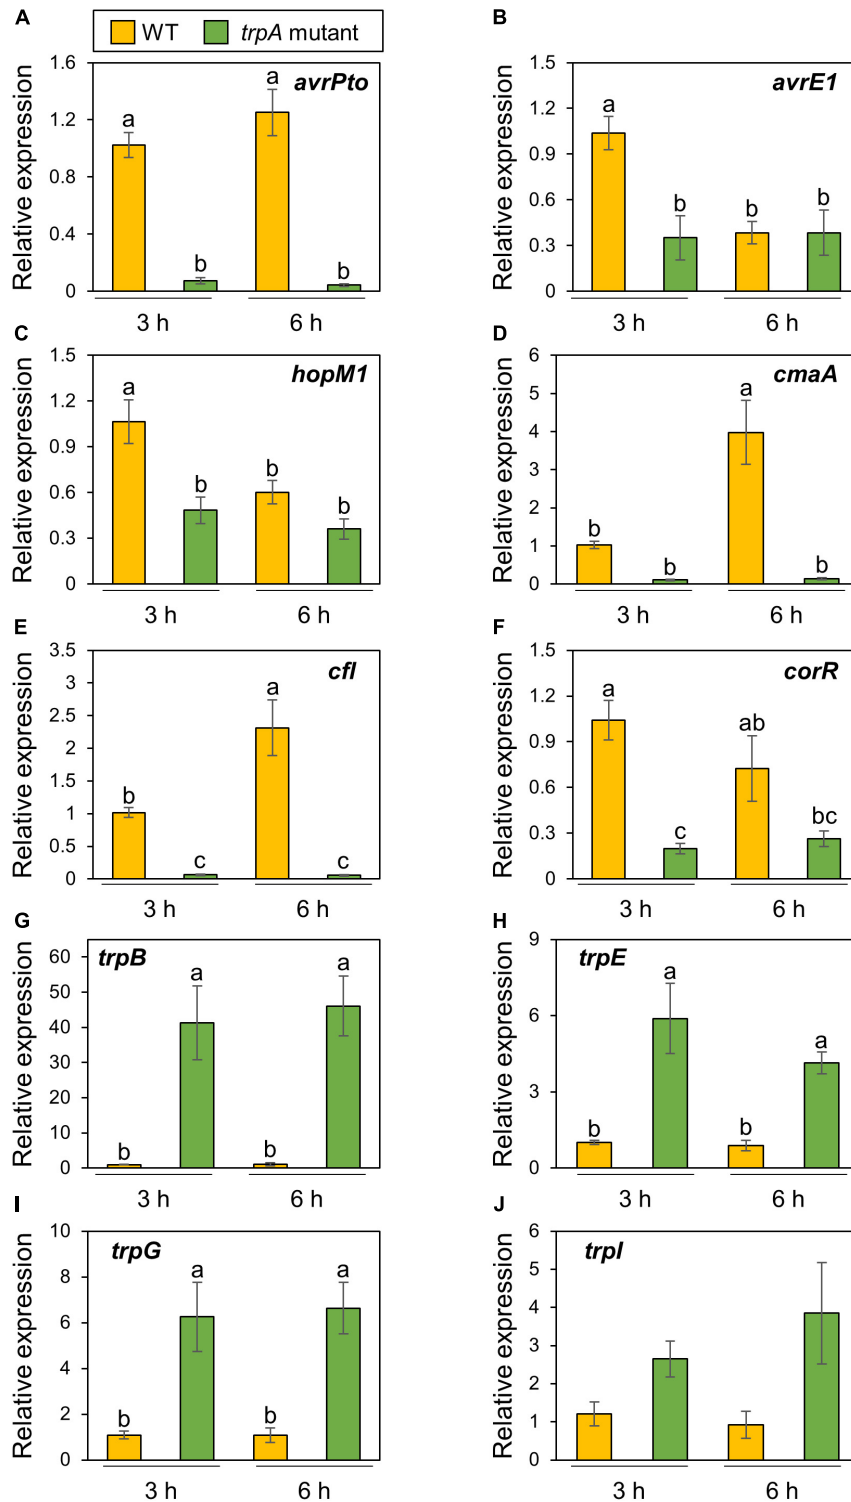 A
WT trpA mutant
Relative expression
1.6
1.2
0.8
0.4
0
avrPto
a b a b
3 h 6 h
B
Relative expression
1.5
1.2
0.9
0.6
0.3
0
avrE1
a b b b
3 h 6 h
C
Relative expression
1.5
1.2
0.9
0.6
0.3
0
hopM1
a b b b
3 h 6 h
D
Relative expression
6
5
4
3
2
1
0
cmaA
b b a b
3 h 6 h
E
Relative expression
3.5
3
2.5
2
1.5
1
0.5
0
cfl
b c a c
3 h 6 h
F
Relative expression
1.5
1.2
0.9
0.6
0.3
0
corR
a c ab bc
3 h 6 h
G
Relative expression
60
50
40
30
20
10
0
trpB
b a b a
3 h 6 h
H
Relative expression
9
6
3
0
trpE
b a b a
3 h 6 h
I
Relative expression
10
8
6
4
2
0
trpG
b a b a
3 h 6 h
J
Relative expression
6
5
4
3
2
1
0
trpI
3 h 6 h